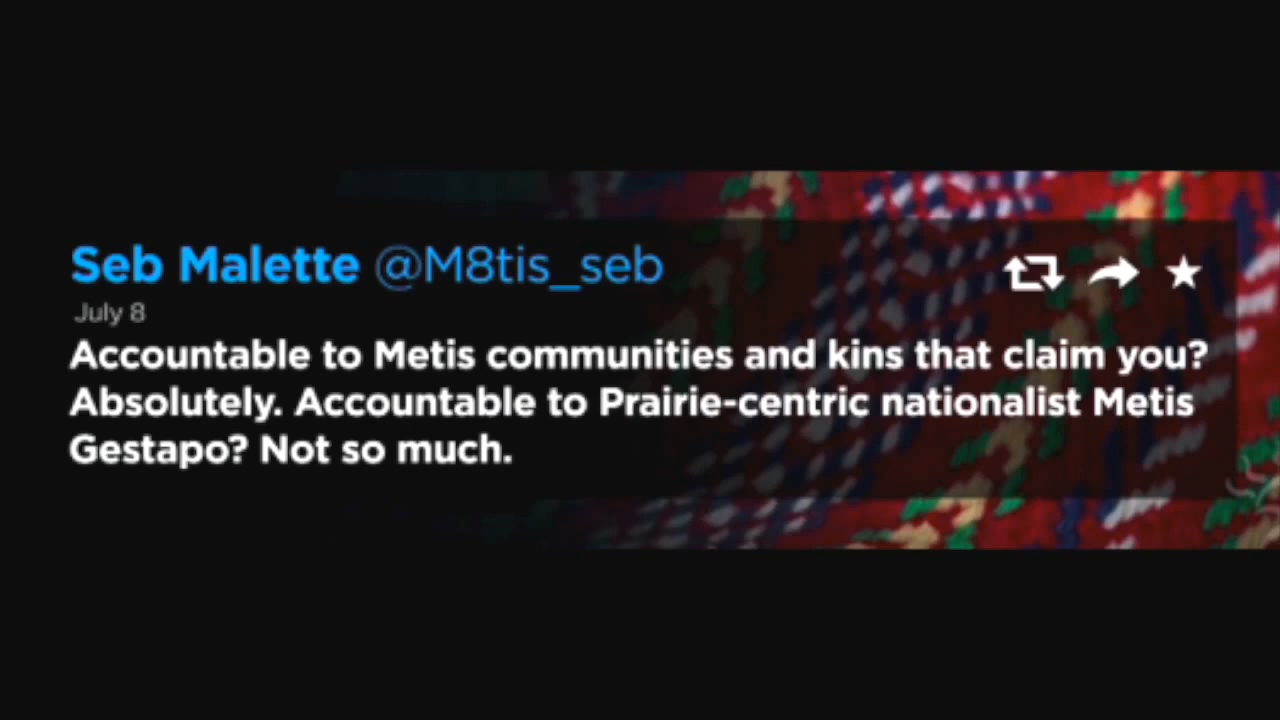 Seb Malette @M8tis_seb
July 8
Accountable to Metis communities and kins that claim you?
Absolutely. Accountable to Prairie-centric nationalist Metis
Gestapo? Not so much.